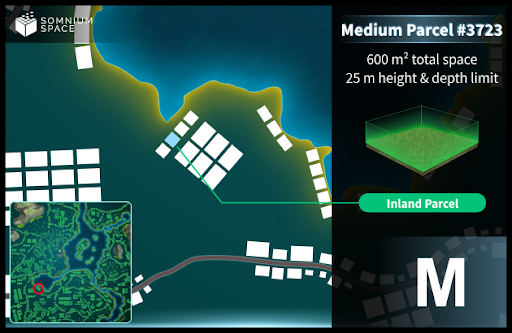 SOMNIUM
SPACE
Medium Parcel #3723
600 m² total space
25 m height & depth limit
Inland Parcel
M